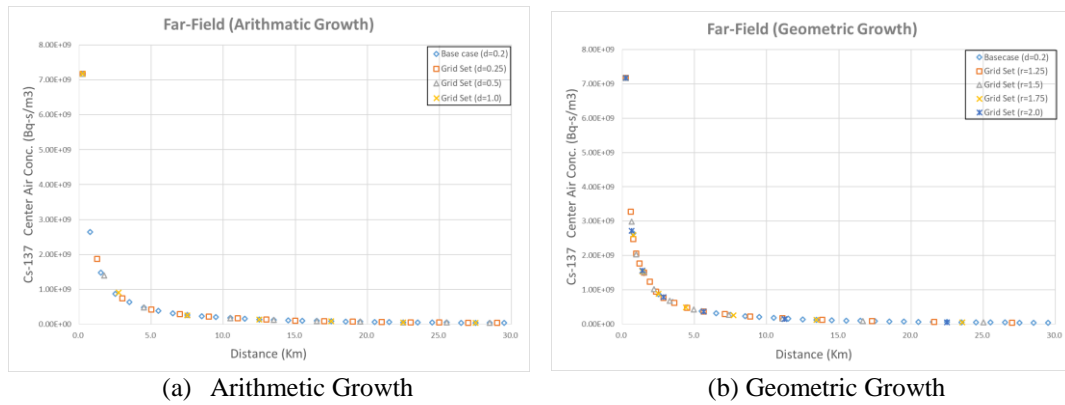 Far-Field (Arithmatic Growth)
8.00E+09
7.00E+09
6.00E+09
5.00E+09
4.00E+09
3.00E+09
2.00E+09
1.00E+09
0.00E+00
Cs-137 Center Air Conc. (Bq-s/m3)
Base case (d=0.2)
Grid Set (d=0.25)
Grid Set (d=0.5)
Grid Set (d=1.0)
0.0 5.0 10.0 15.0 20.0 25.0 30.0
Distance (Km)
(a) Arithmetic Growth
Far-Field (Geometric Growth)
8.00E+09
7.00E+09
6.00E+09
5.00E+09
4.00E+09
3.00E+09
2.00E+09
1.00E+09
0.00E+00
Cs-137 Center Air Conc. (Bq-s/m3)
Basecase (d=0.2)
Grid Set (r=1.25)
Grid Set (r=1.5)
Grid Set (r=1.75)
Grid Set (r=2.0)
0.0 5.0 10.0 15.0 20.0 25.0 30.0
Distance (Km)
(b) Geometric Growth